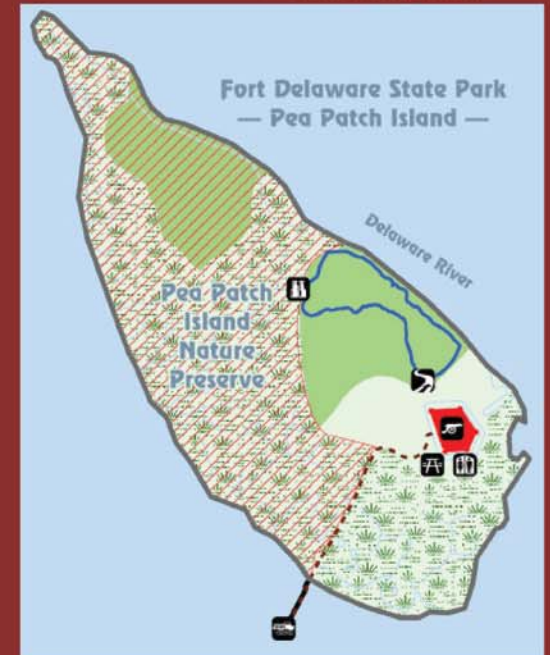 Fort Delaware State Park
— Pea Patch Island —
Delaware River
Pea Patch
Island
Nature
Preserve